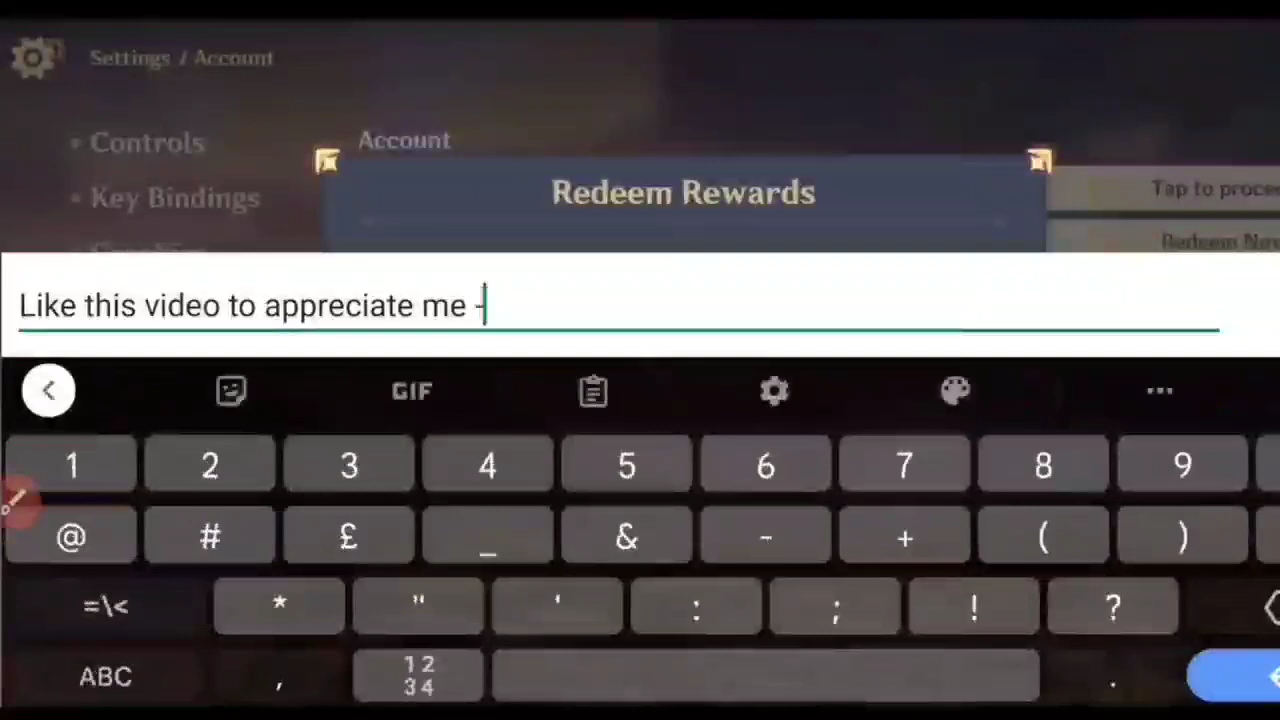 Settings / Account
Controls
Account
Key Bindings
Redeem Rewards
Tap to
Redeem
Like this video to appreciate me -
GIF
1 2 3 4 5 6 7 8 9
@ # £ _ & - + ( )
=\< * " ' : ; ! ?
ABC , 12 34 .